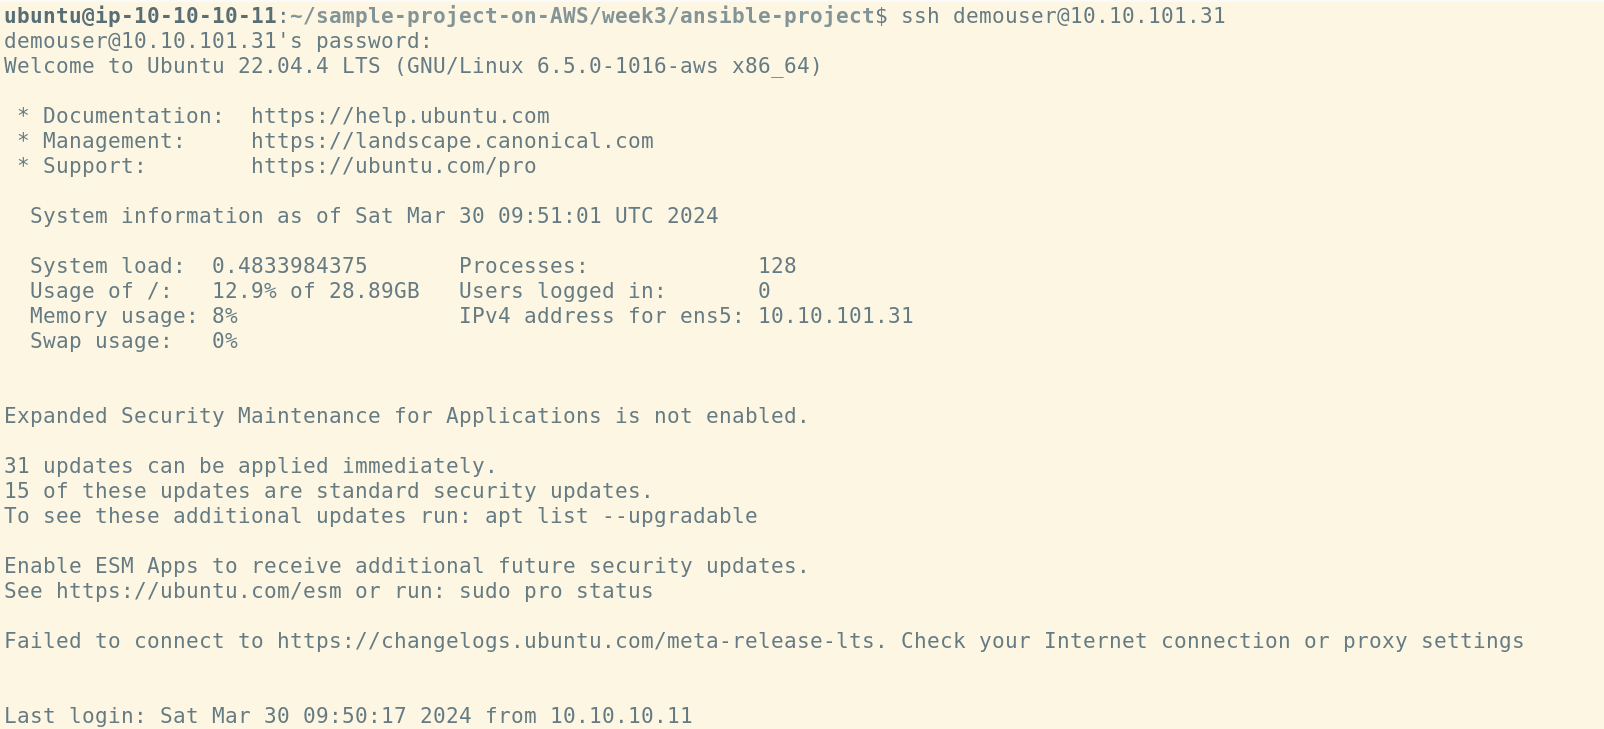 ubuntu@ip-10-10-10-11:~/sample-project-on-AWS/week3/ansible-project$ ssh demouser@10.10.101.31
demouser@10.10.101.31's password:
Welcome to Ubuntu 22.04.4 LTS (GNU/Linux 6.5.0-1016-aws x86_64)

 * Documentation:  https://help.ubuntu.com
 * Management:     https://landscape.canonical.com
 * Support:        https://ubuntu.com/pro

  System information as of Sat Mar 30 09:51:01 UTC 2024

  System load:  0.4833984375       Processes:             128
  Usage of /:   12.9% of 28.89GB   Users logged in:       0
  Memory usage: 8%                 IPv4 address for ens5: 10.10.101.31
  Swap usage:   0%


Expanded Security Maintenance for Applications is not enabled.

31 updates can be applied immediately.
15 of these updates are standard security updates.
To see these additional updates run: apt list --upgradable

Enable ESM Apps to receive additional future security updates.
See https://ubuntu.com/esm or run: sudo pro status

Failed to connect to https://changelogs.ubuntu.com/meta-release-lts. Check your Internet connection or proxy settings


Last login: Sat Mar 30 09:50:17 2024 from 10.10.10.11